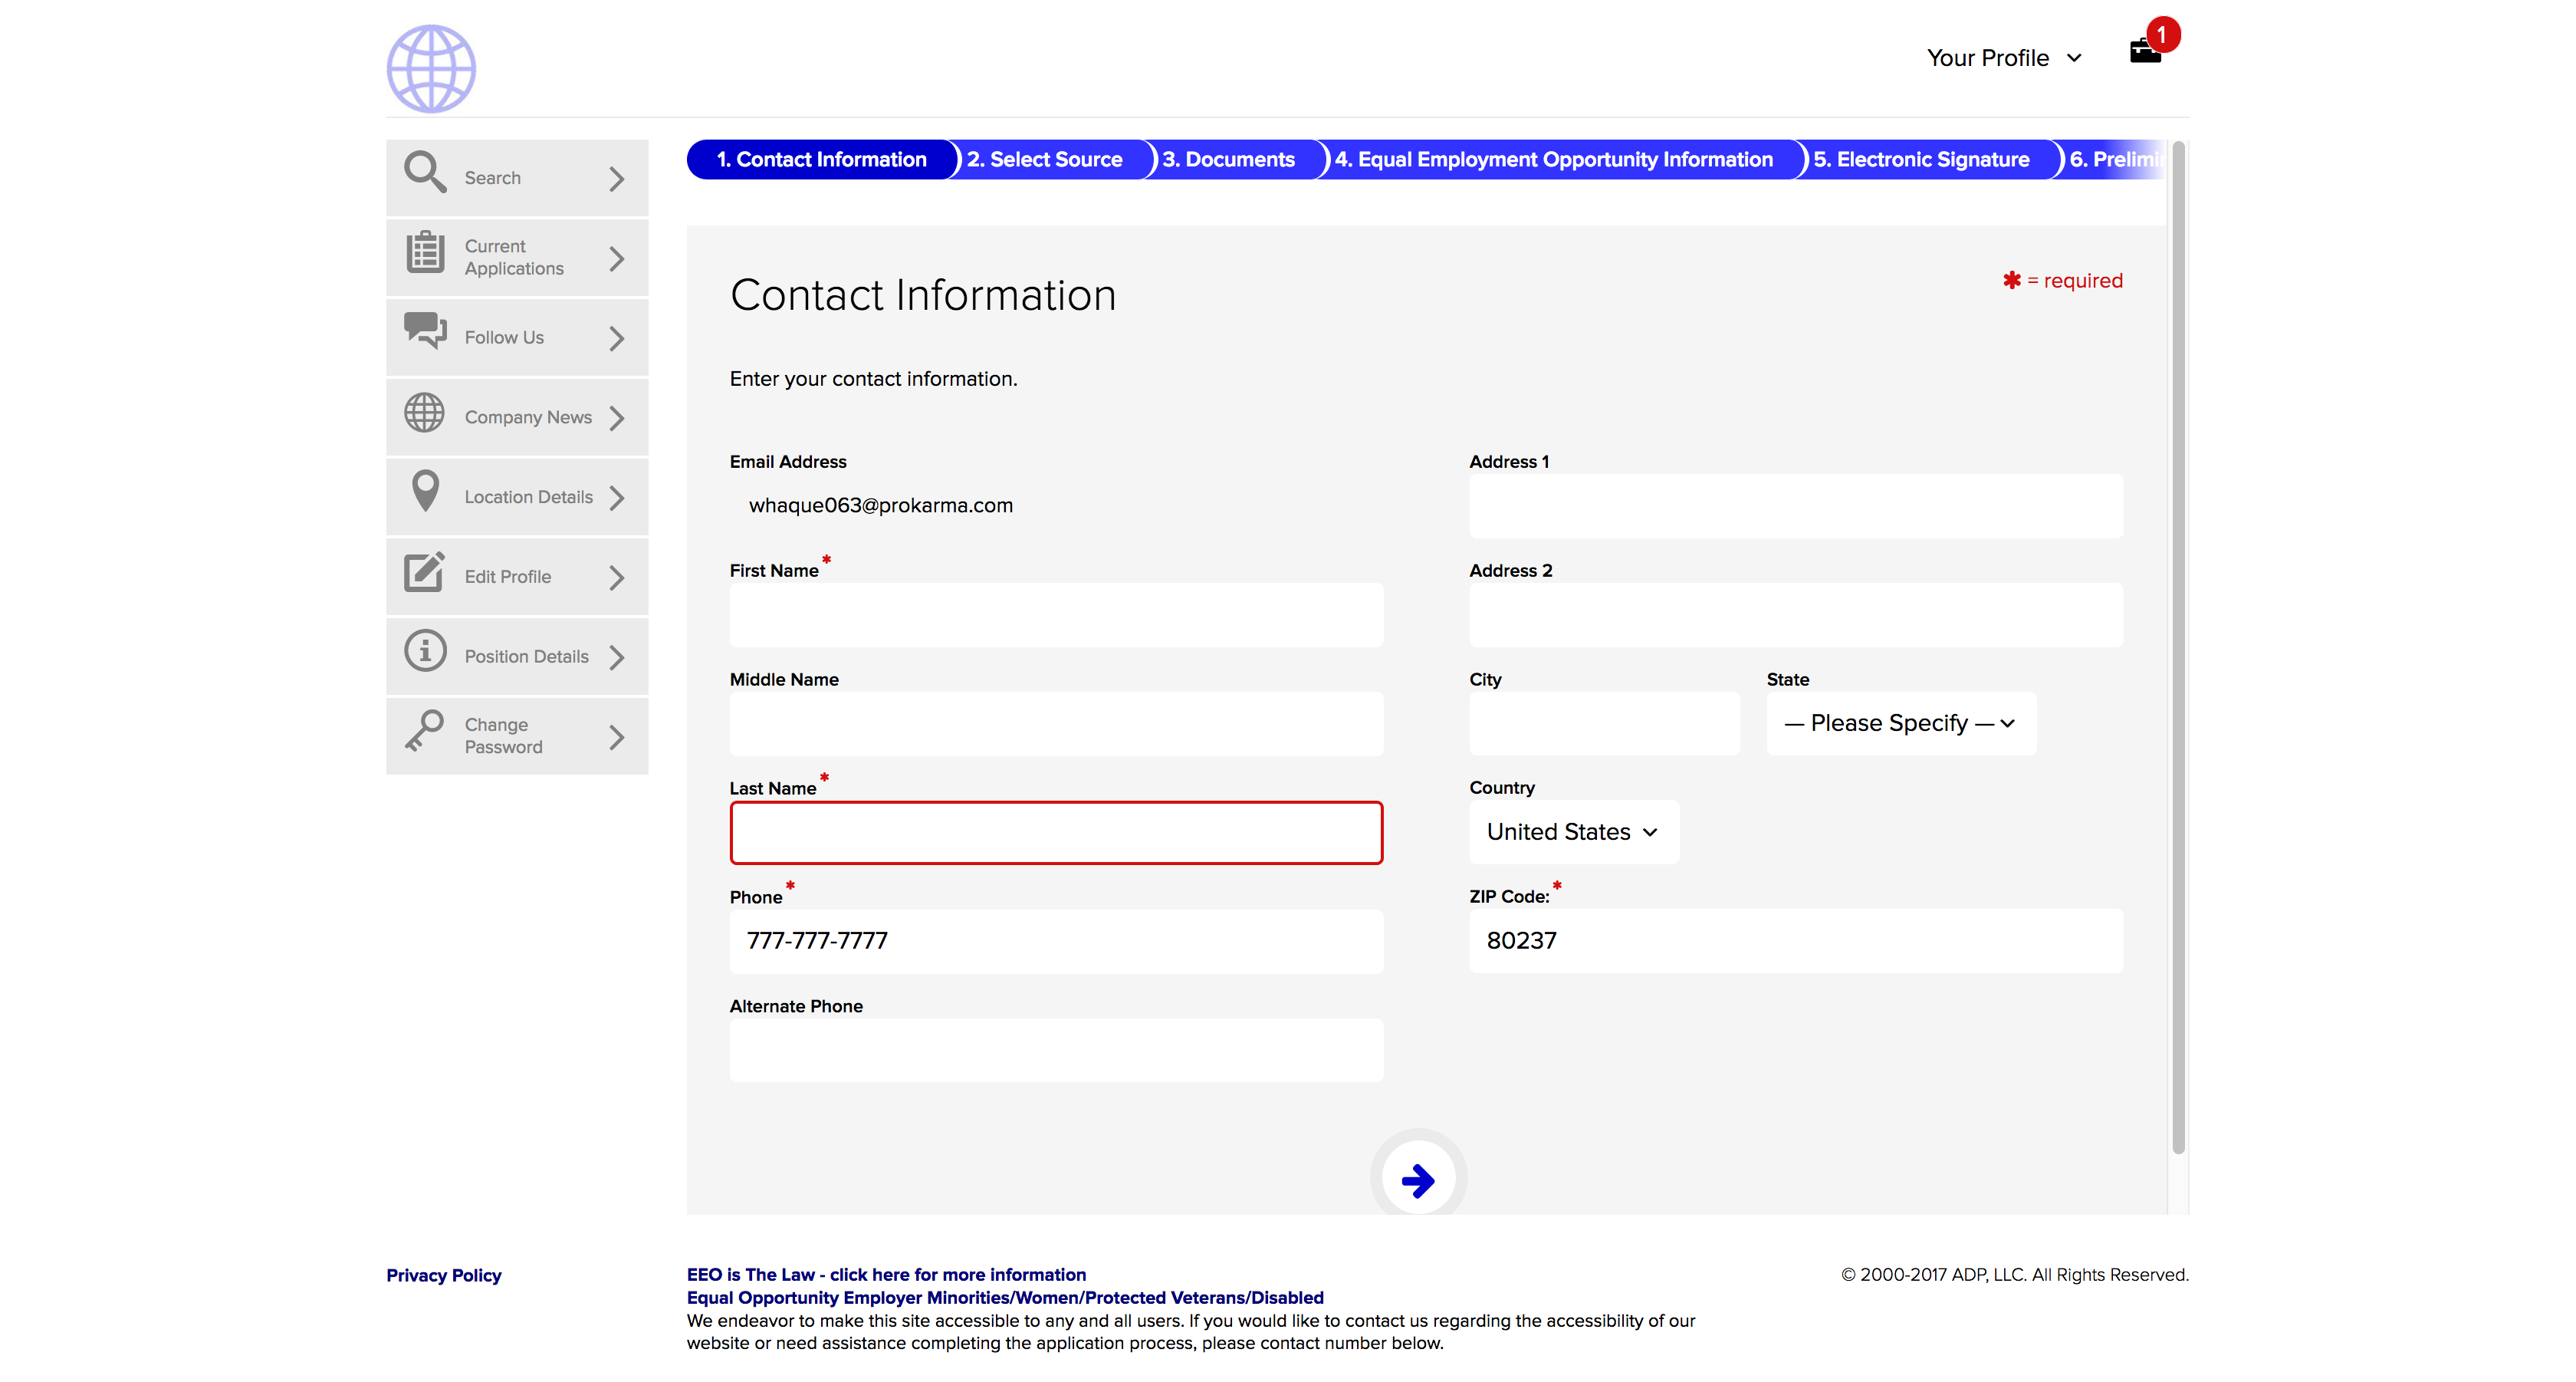 Your Profile
1
Search
Current
Applications
Follow Us
Company News
Location Details
Edit Profile
Position Details
Change
Password
1. Contact Information
2. Select Source
3. Documents
4. Equal Employment Opportunity Information
5. Electronic Signature
6.
Contact Information
* = required
Enter your contact information.
Email Address
whaque063@prokarma.com
First Name *
Middle Name
Last Name *
Phone *
777-777-7777
Alternate Phone
Address 1
Address 2
City
State
— Please Specify —
Country
United States
ZIP Code: *
80237
Privacy Policy
EEO is The Law - click here for more information
Equal Opportunity Employer Minorities/Women/Protected Veterans/Disabled
We endeavor to make this site accessible to any and all users. If you would like to contact us regarding the accessibility of our
website or need assistance completing the application process, please contact number below.
© 2000-2017 ADP, LLC. All Rights Reserved.